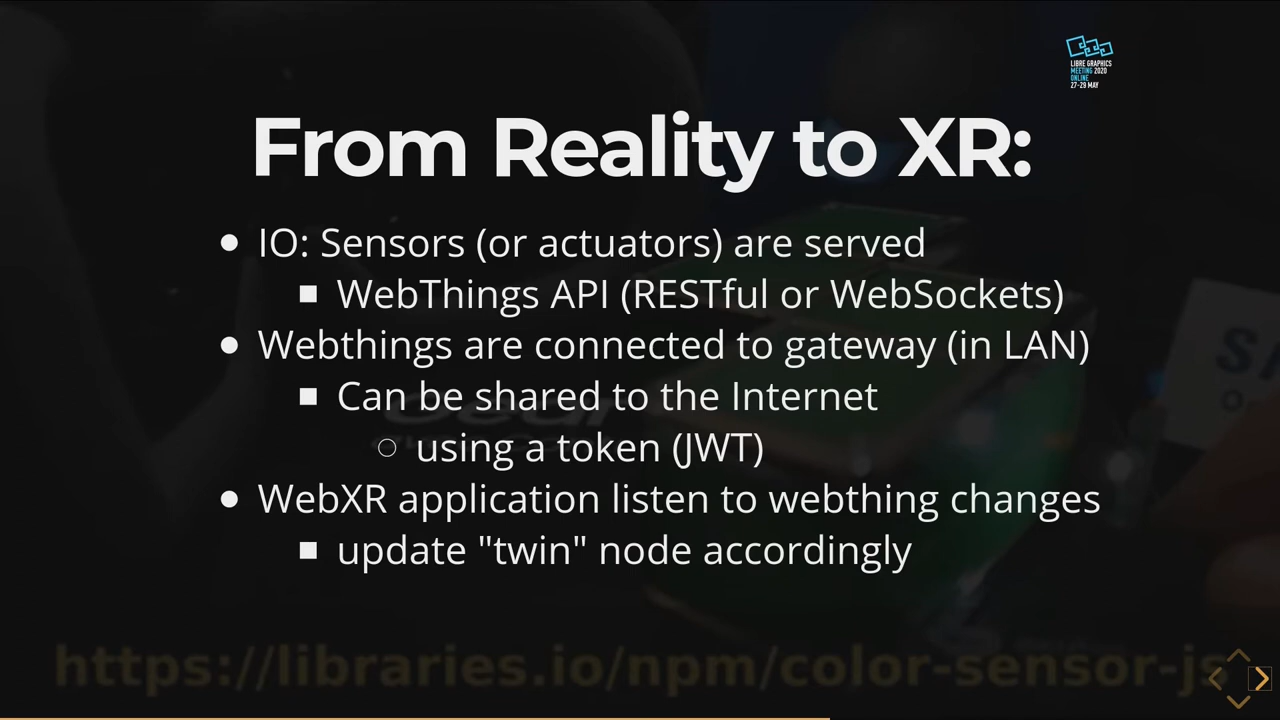 LIBRE GRAPHICS
MEETING 2020
ONLINE
27-29 MAY
From Reality to XR:
IO: Sensors (or actuators) are served
WebThings API (RESTful or WebSockets)
Webthings are connected to gateway (in LAN)
Can be shared to the Internet
using a token (JWT)
WebXR application listen to webthing changes
update "twin" node accordingly
https://libraries.io/npm/color-sensor-js